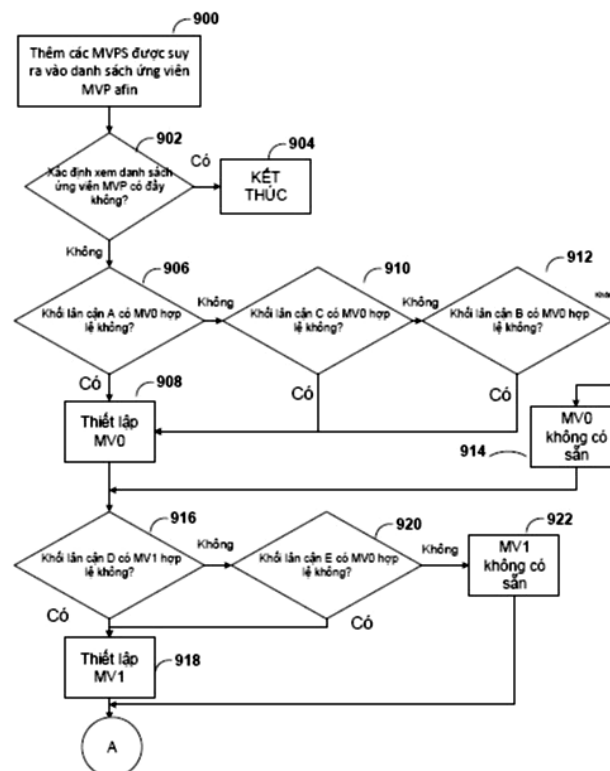 900
Thêm các MVPS được suy
ra vào danh sách ứng viên
MVP afin
902
Xác định xem danh sách
ứng viên MVP có đầy
không?
Có
904
KẾT
THÚC
Không
906
Khối lân cận A có MV0 hợp
lệ không?
Không
910
Khối lân cận C có MV0 hợp
lệ không?
Không
912
Khối lân cận B có MV0 hợp
lệ không?
Có
908
Thiết lập
MV0
Có
Có
MV0
không có
sẵn
914
916
Khối lân cận D có MV1 hợp
lệ không?
Không
920
Khối lân cận E có MV0 hợp
lệ không?
Không
922
MV1
không có
sẵn
Có
Có
Thiết lập
MV1
918
A